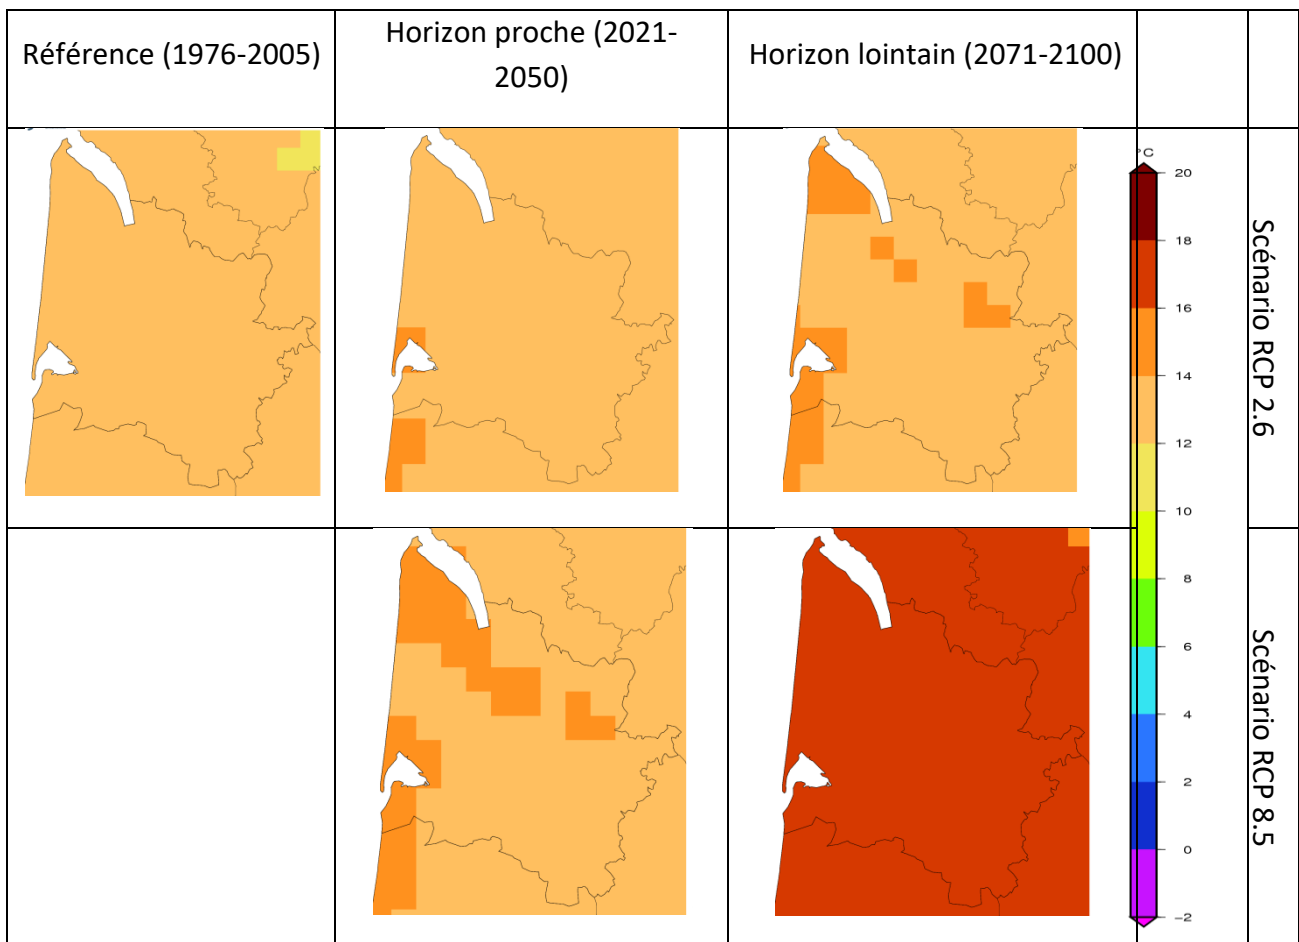 Référence (1976-2005)
Horizon proche (2021-
2050)
Horizon lointain (2071-2100)
°C
20
18
16
14
12
10
8
6
4
2
0
−2
Scénario RCP 2.6
Scénario RCP 8.5